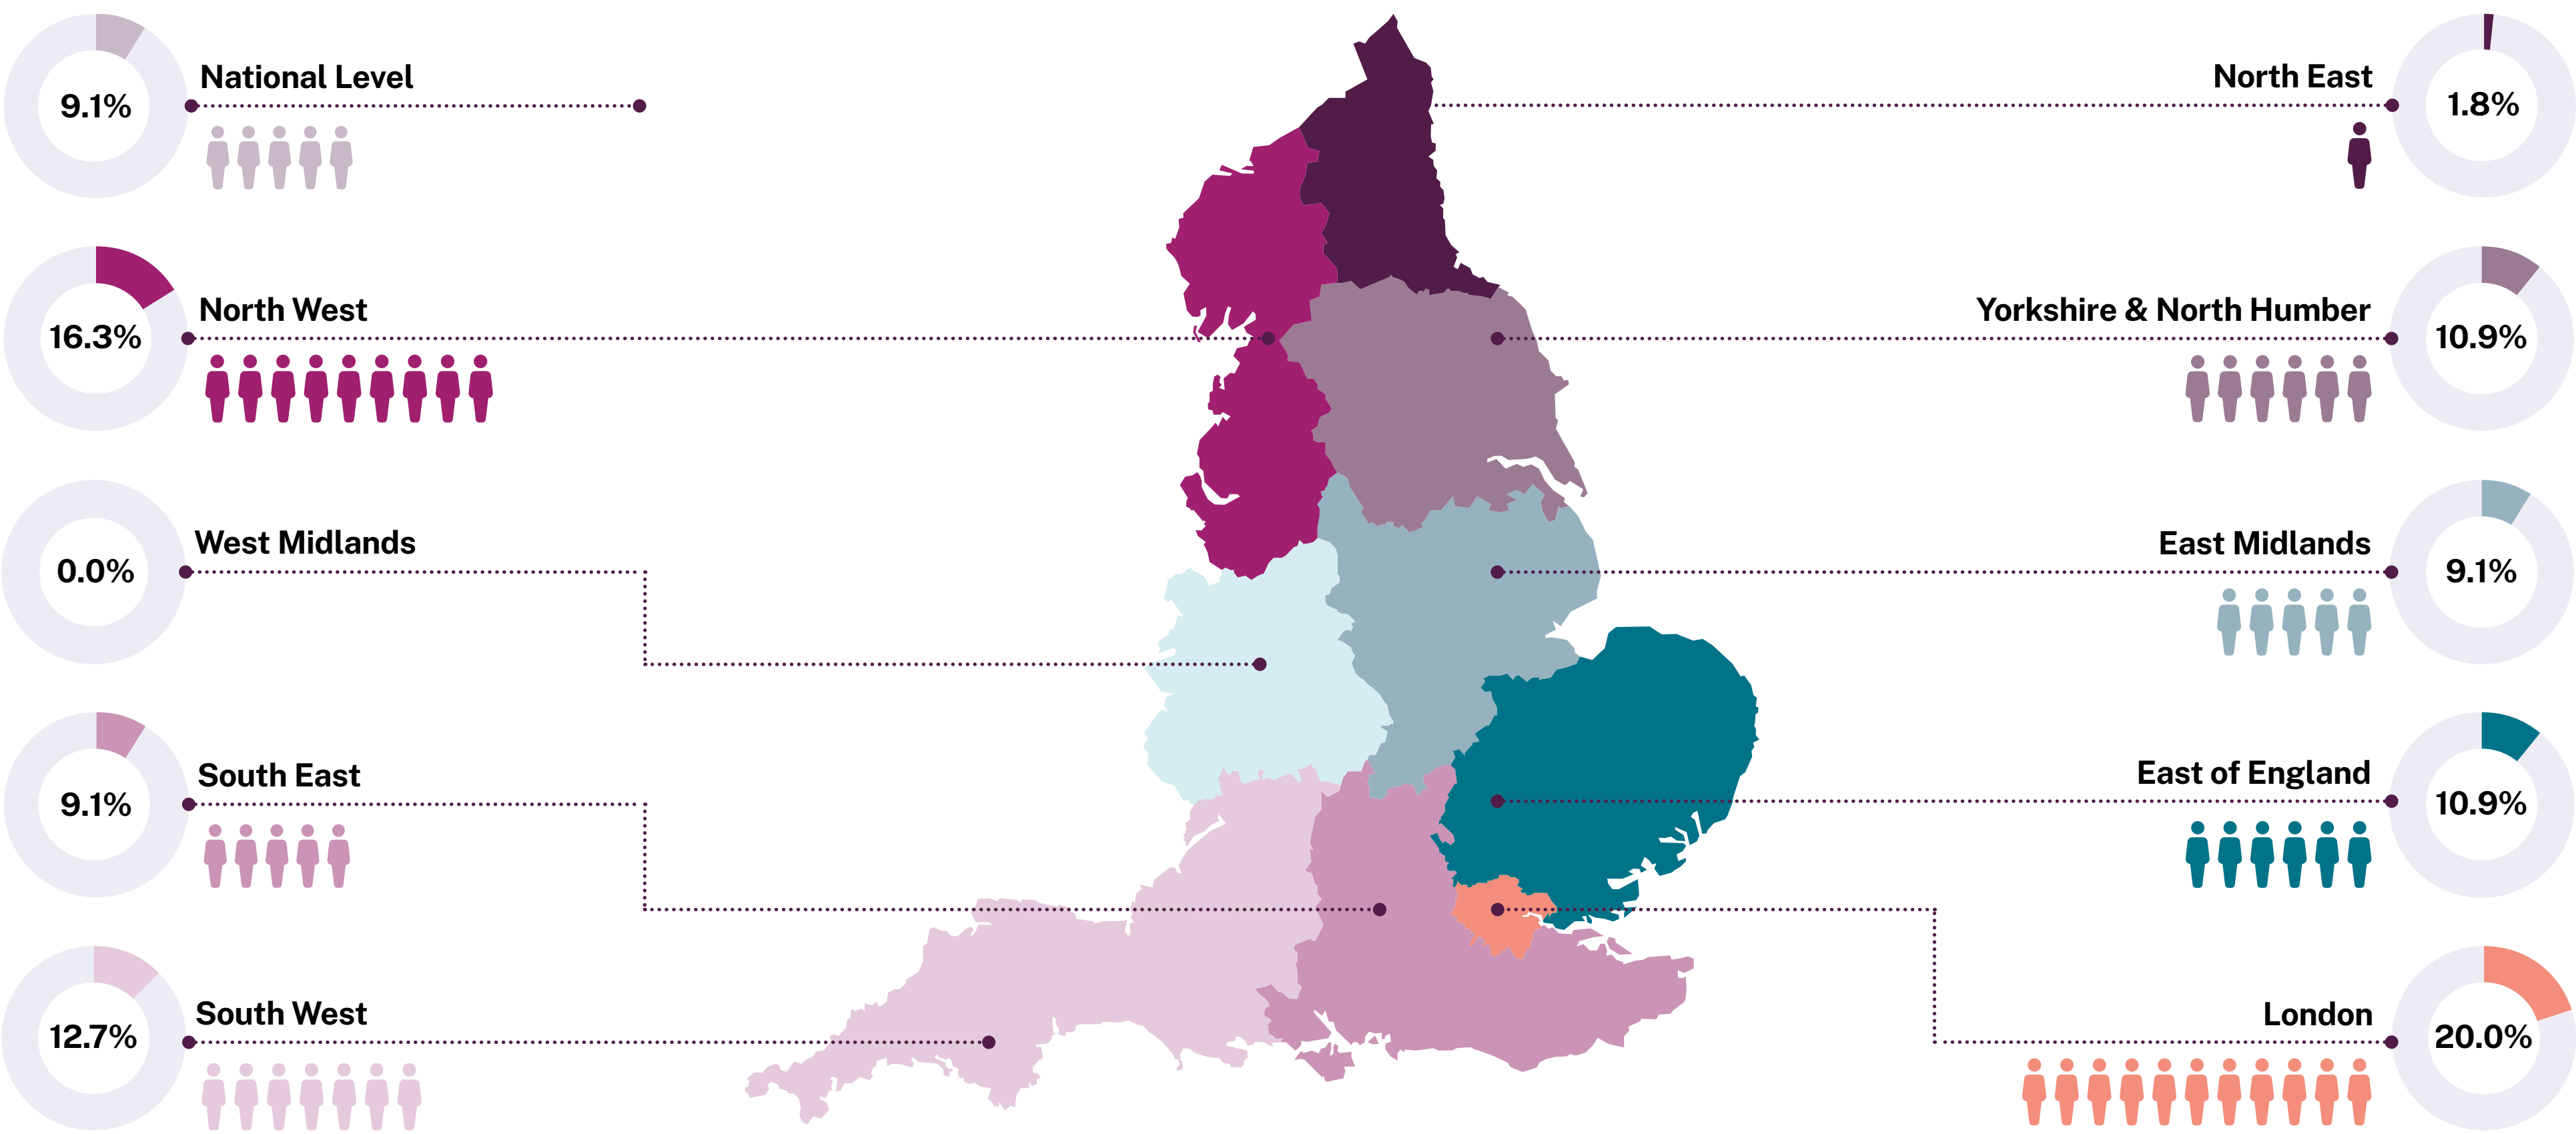 9.1%
National Level
16.3%
North West
0.0%
West Midlands
9.1%
South East
12.7%
South West
North East
1.8%
Yorkshire & North Humber
10.9%
East Midlands
9.1%
East of England
10.9%
London
20.0%